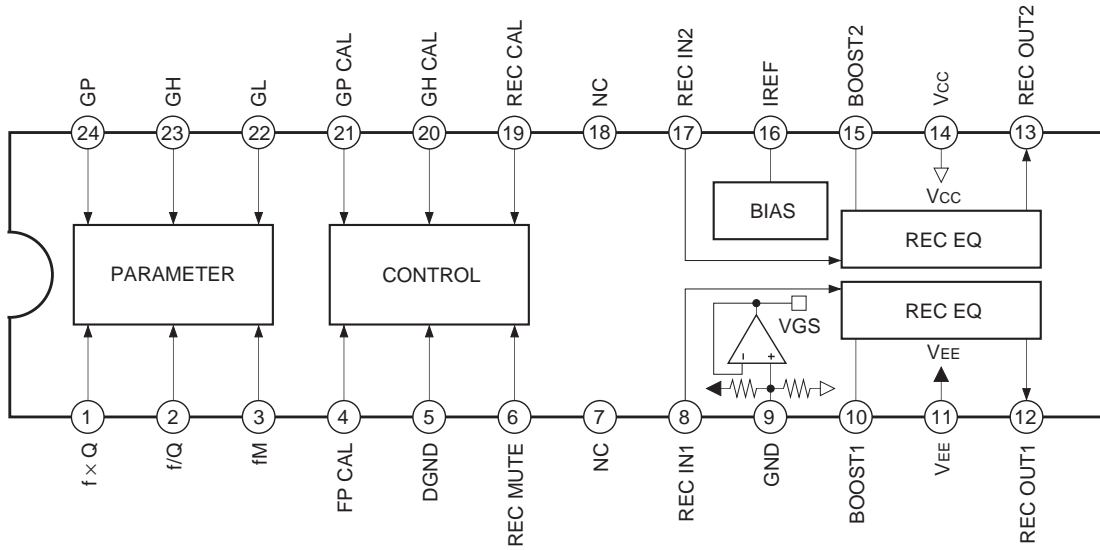 GP
GH
GL
GP CAL
GH CAL
REC CAL
NC
REC IN2
IREF
BOOST2
VCC
REC OUT2
24
23
22
21
20
19
18
17
16
15
14
13
VCC
BIAS
REC EQ
PARAMETER
CONTROL
REC EQ
VGS
VEE
- +
1
2
3
4
5
6
7
8
9
10
11
12
f × Q
f/Q
fM
FP CAL
DGND
REC MUTE
NC
REC IN1
GND
BOOST1
VEE
REC OUT1